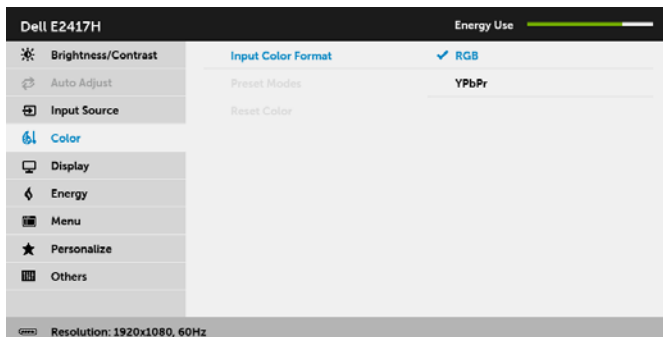 Dell E2417H
Energy Use
Brightness/Contrast
Input Color Format
RGB
Auto Adjust
Preset Modes
YPbPr
Input Source
Reset Color
Color
Display
Energy
Menu
Personalize
Others
Resolution: 1920x1080, 60Hz